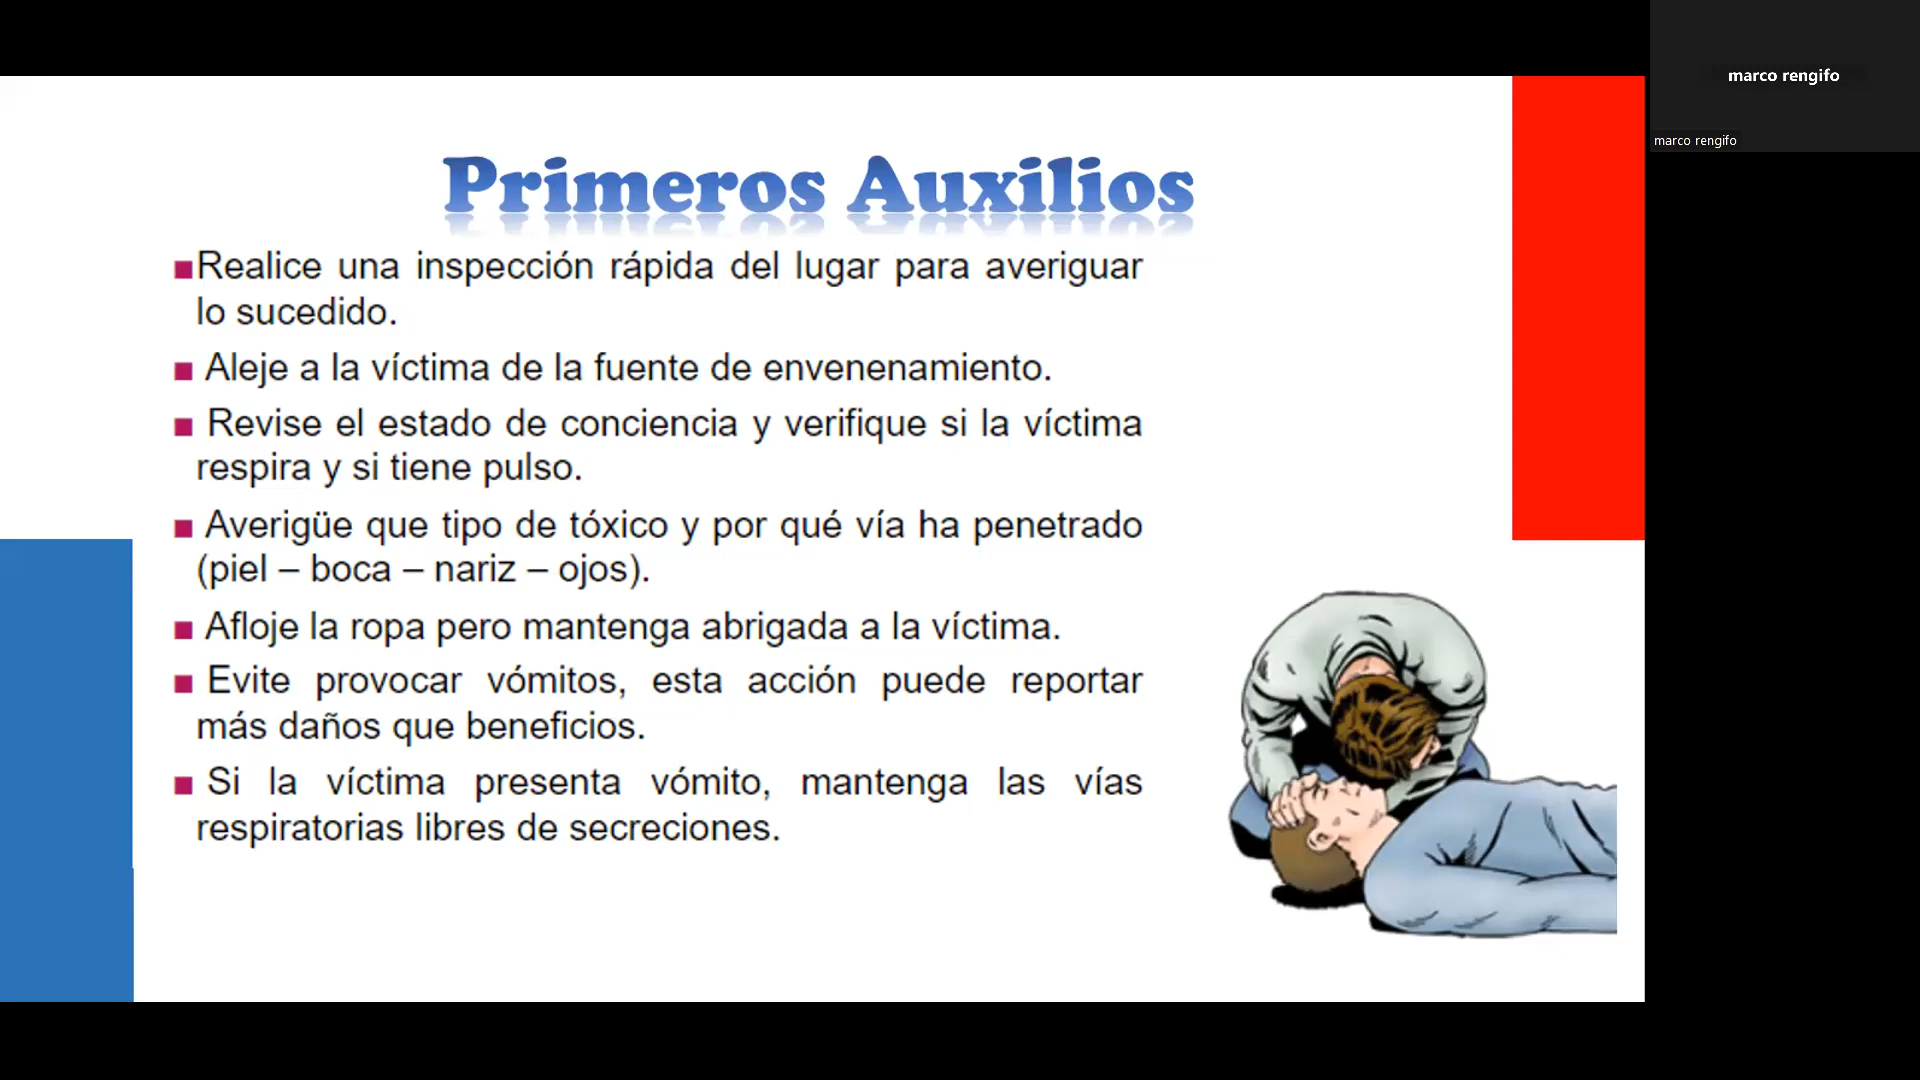 marco rengifo
marco rengifo
Primeros Auxilios
■Realice una inspección rápida del lugar para averiguar
lo sucedido.
■ Aleje a la víctima de la fuente de envenenamiento.
■ Revise el estado de conciencia y verifique si la víctima
respira y si tiene pulso.
■ Averigüe que tipo de tóxico y por qué vía ha penetrado
(piel – boca – nariz – ojos).
■ Afloje la ropa pero mantenga abrigada a la víctima.
■ Evite provocar vómitos, esta acción puede reportar
más daños que beneficios.
■ Si la víctima presenta vómito, mantenga las vías
respiratorias libres de secreciones.